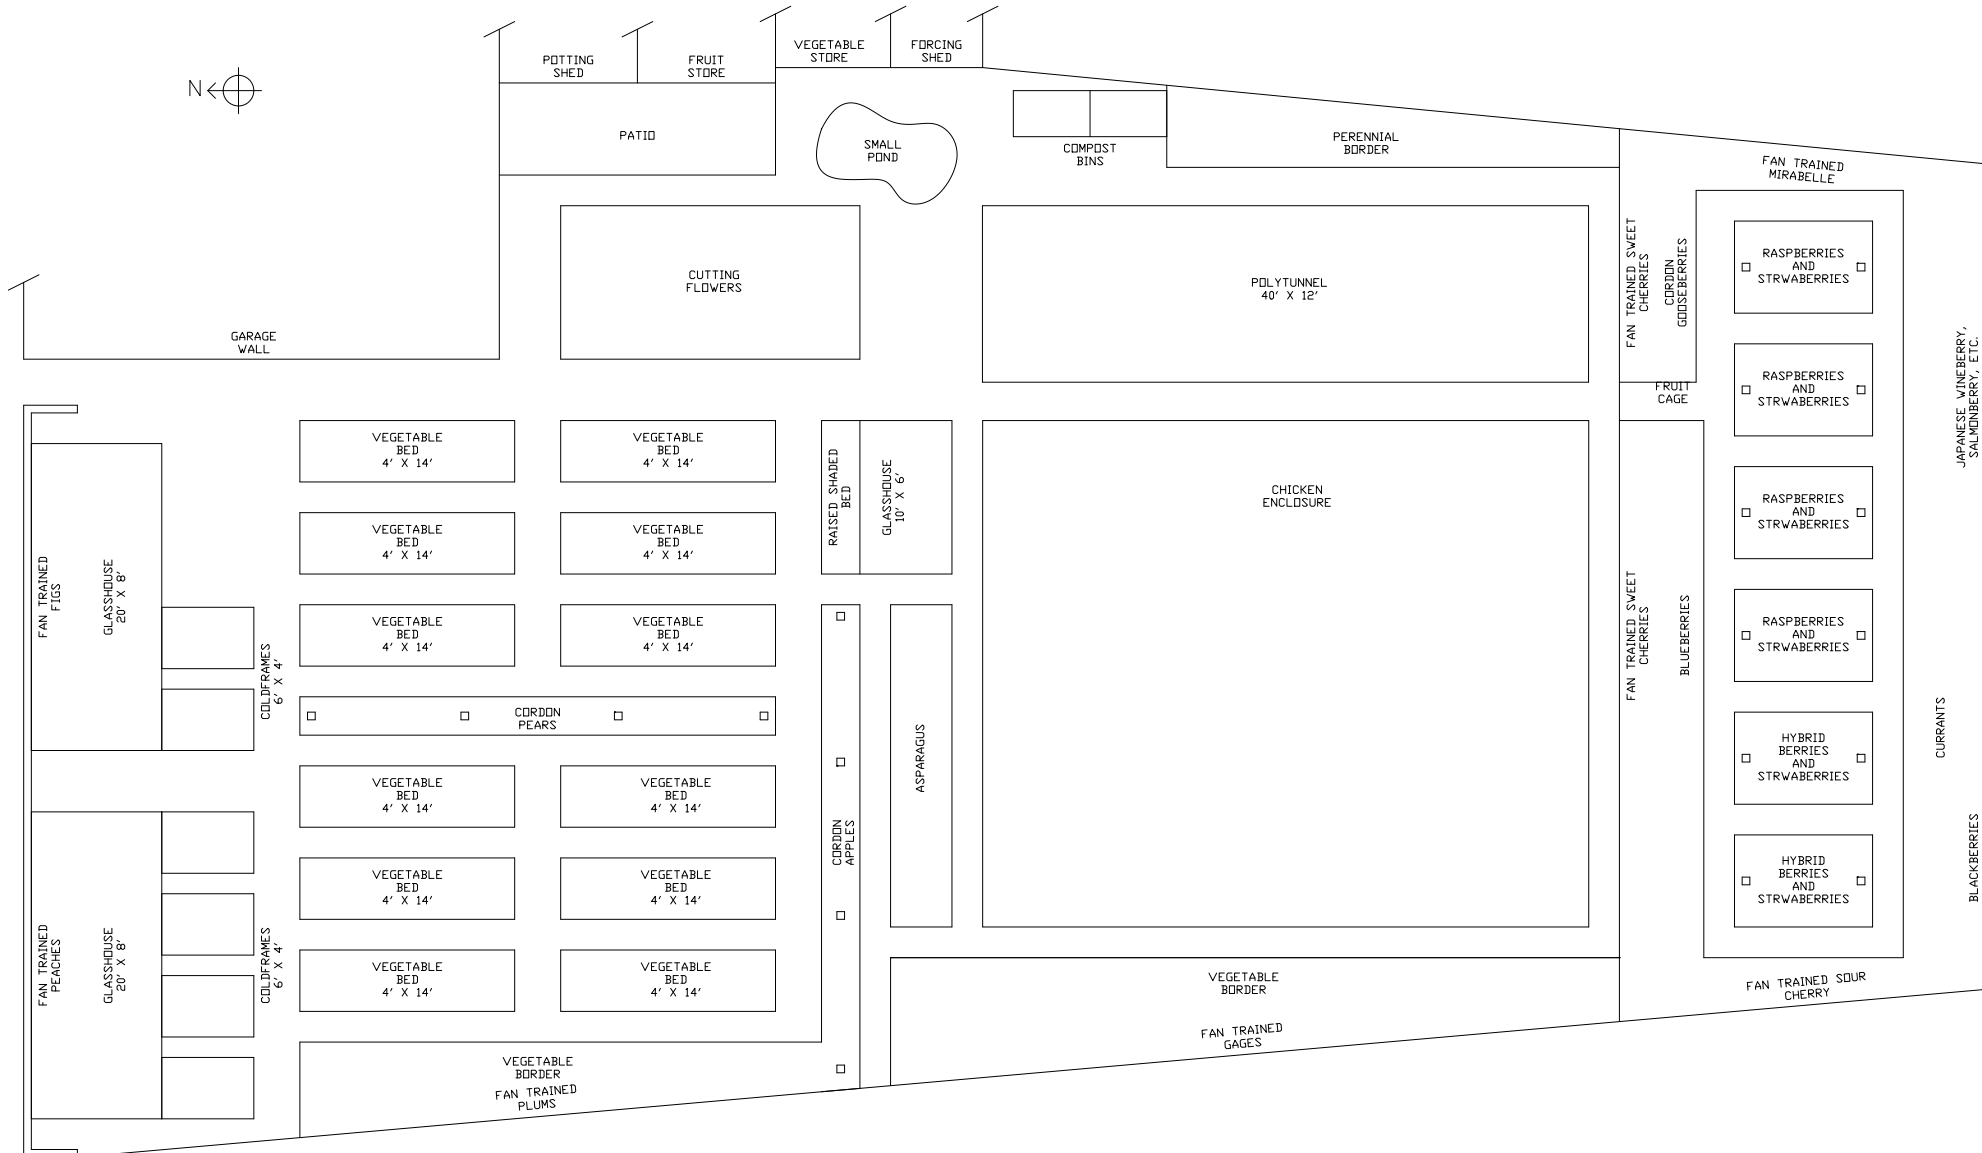 POTTING
SHED
FRUIT
STORE
VEGETABLE
STORE
FORCING
SHED
N
PATIO
SMALL
POND
COMPOST
BINS
PERENNIAL
BORDER
FAN TRAINED
MIRABELLE
CUTTING
FLOWERS
POLYTUNNEL
40' X 12'
FAN TRAINED SWEET
CHERRIES
CORDON
GOOSEBERRIES
RASPBERRIES
AND
STRWABERRIES
GARAGE
WALL
FRUIT
CAGE
RASPBERRIES
AND
STRWABERRIES
JAPANESE WINEBERRY,
SALMONBERRY, ETC.
VEGETABLE
BED
4' X 14'
VEGETABLE
BED
4' X 14'
RAISED SHADED
BED
GLASSHOUSE
10' X 6'
CHICKEN
ENCLOSURE
RASPBERRIES
AND
STRWABERRIES
VEGETABLE
BED
4' X 14'
VEGETABLE
BED
4' X 14'
FAN TRAINED
FIGS
GLASSHOUSE
20' X 8'
VEGETABLE
BED
4' X 14'
VEGETABLE
BED
4' X 14'
FAN TRAINED SWEET
CHERRIES
BLUEBERRIES
RASPBERRIES
AND
STRWABERRIES
COLDFRAMES
6' X 4'
CORDON
PEARS
ASPARAGUS
HYBRID
BERRIES
AND
STRWABERRIES
CURRANTS
VEGETABLE
BED
4' X 14'
VEGETABLE
BED
4' X 14'
CORDON
APPLES
HYBRID
BERRIES
AND
STRWABERRIES
BLACKBERRIES
VEGETABLE
BED
4' X 14'
VEGETABLE
BED
4' X 14'
FAN TRAINED
PEACHES
GLASSHOUSE
20' X 8'
COLDFRAMES
6' X 4'
VEGETABLE
BED
4' X 14'
VEGETABLE
BED
4' X 14'
VEGETABLE
BORDER
FAN TRAINED SOUR
CHERRY
FAN TRAINED
GAGES
VEGETABLE
BORDER
FAN TRAINED
PLUMS